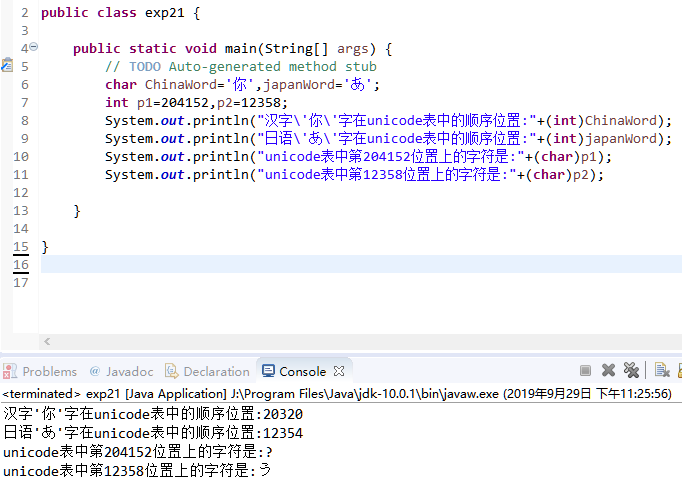 2 public class exp21 {
3
4 public static void main(String[] args) {
5 // TODO Auto-generated method stub
6 char ChinaWord='你',japanWord='あ';
7 int p1=204152,p2=12358;
8 System.out.println("汉字\'你\'字在unicode表中的顺序位置:"+(int)ChinaWord);
9 System.out.println("日语\'あ\'字在unicode表中的顺序位置:"+(int)japanWord);
10 System.out.println("unicode表中第204152位置上的字符是:"+(char)p1);
11 System.out.println("unicode表中第12358位置上的字符是:"+(char)p2);
12
13 }
14
15 }
16
17
Problems @ Javadoc Declaration Console
<terminated> exp21 [Java Application] J:\Program Files\Java\jdk-10.0.1\bin\javaw.exe (2019年9月29日 下午11:25:56)
汉字'你'字在unicode表中的顺序位置:20320
日语'あ'字在unicode表中的顺序位置:12354
unicode表中第204152位置上的字符是:?
unicode表中第12358位置上的字符是:う